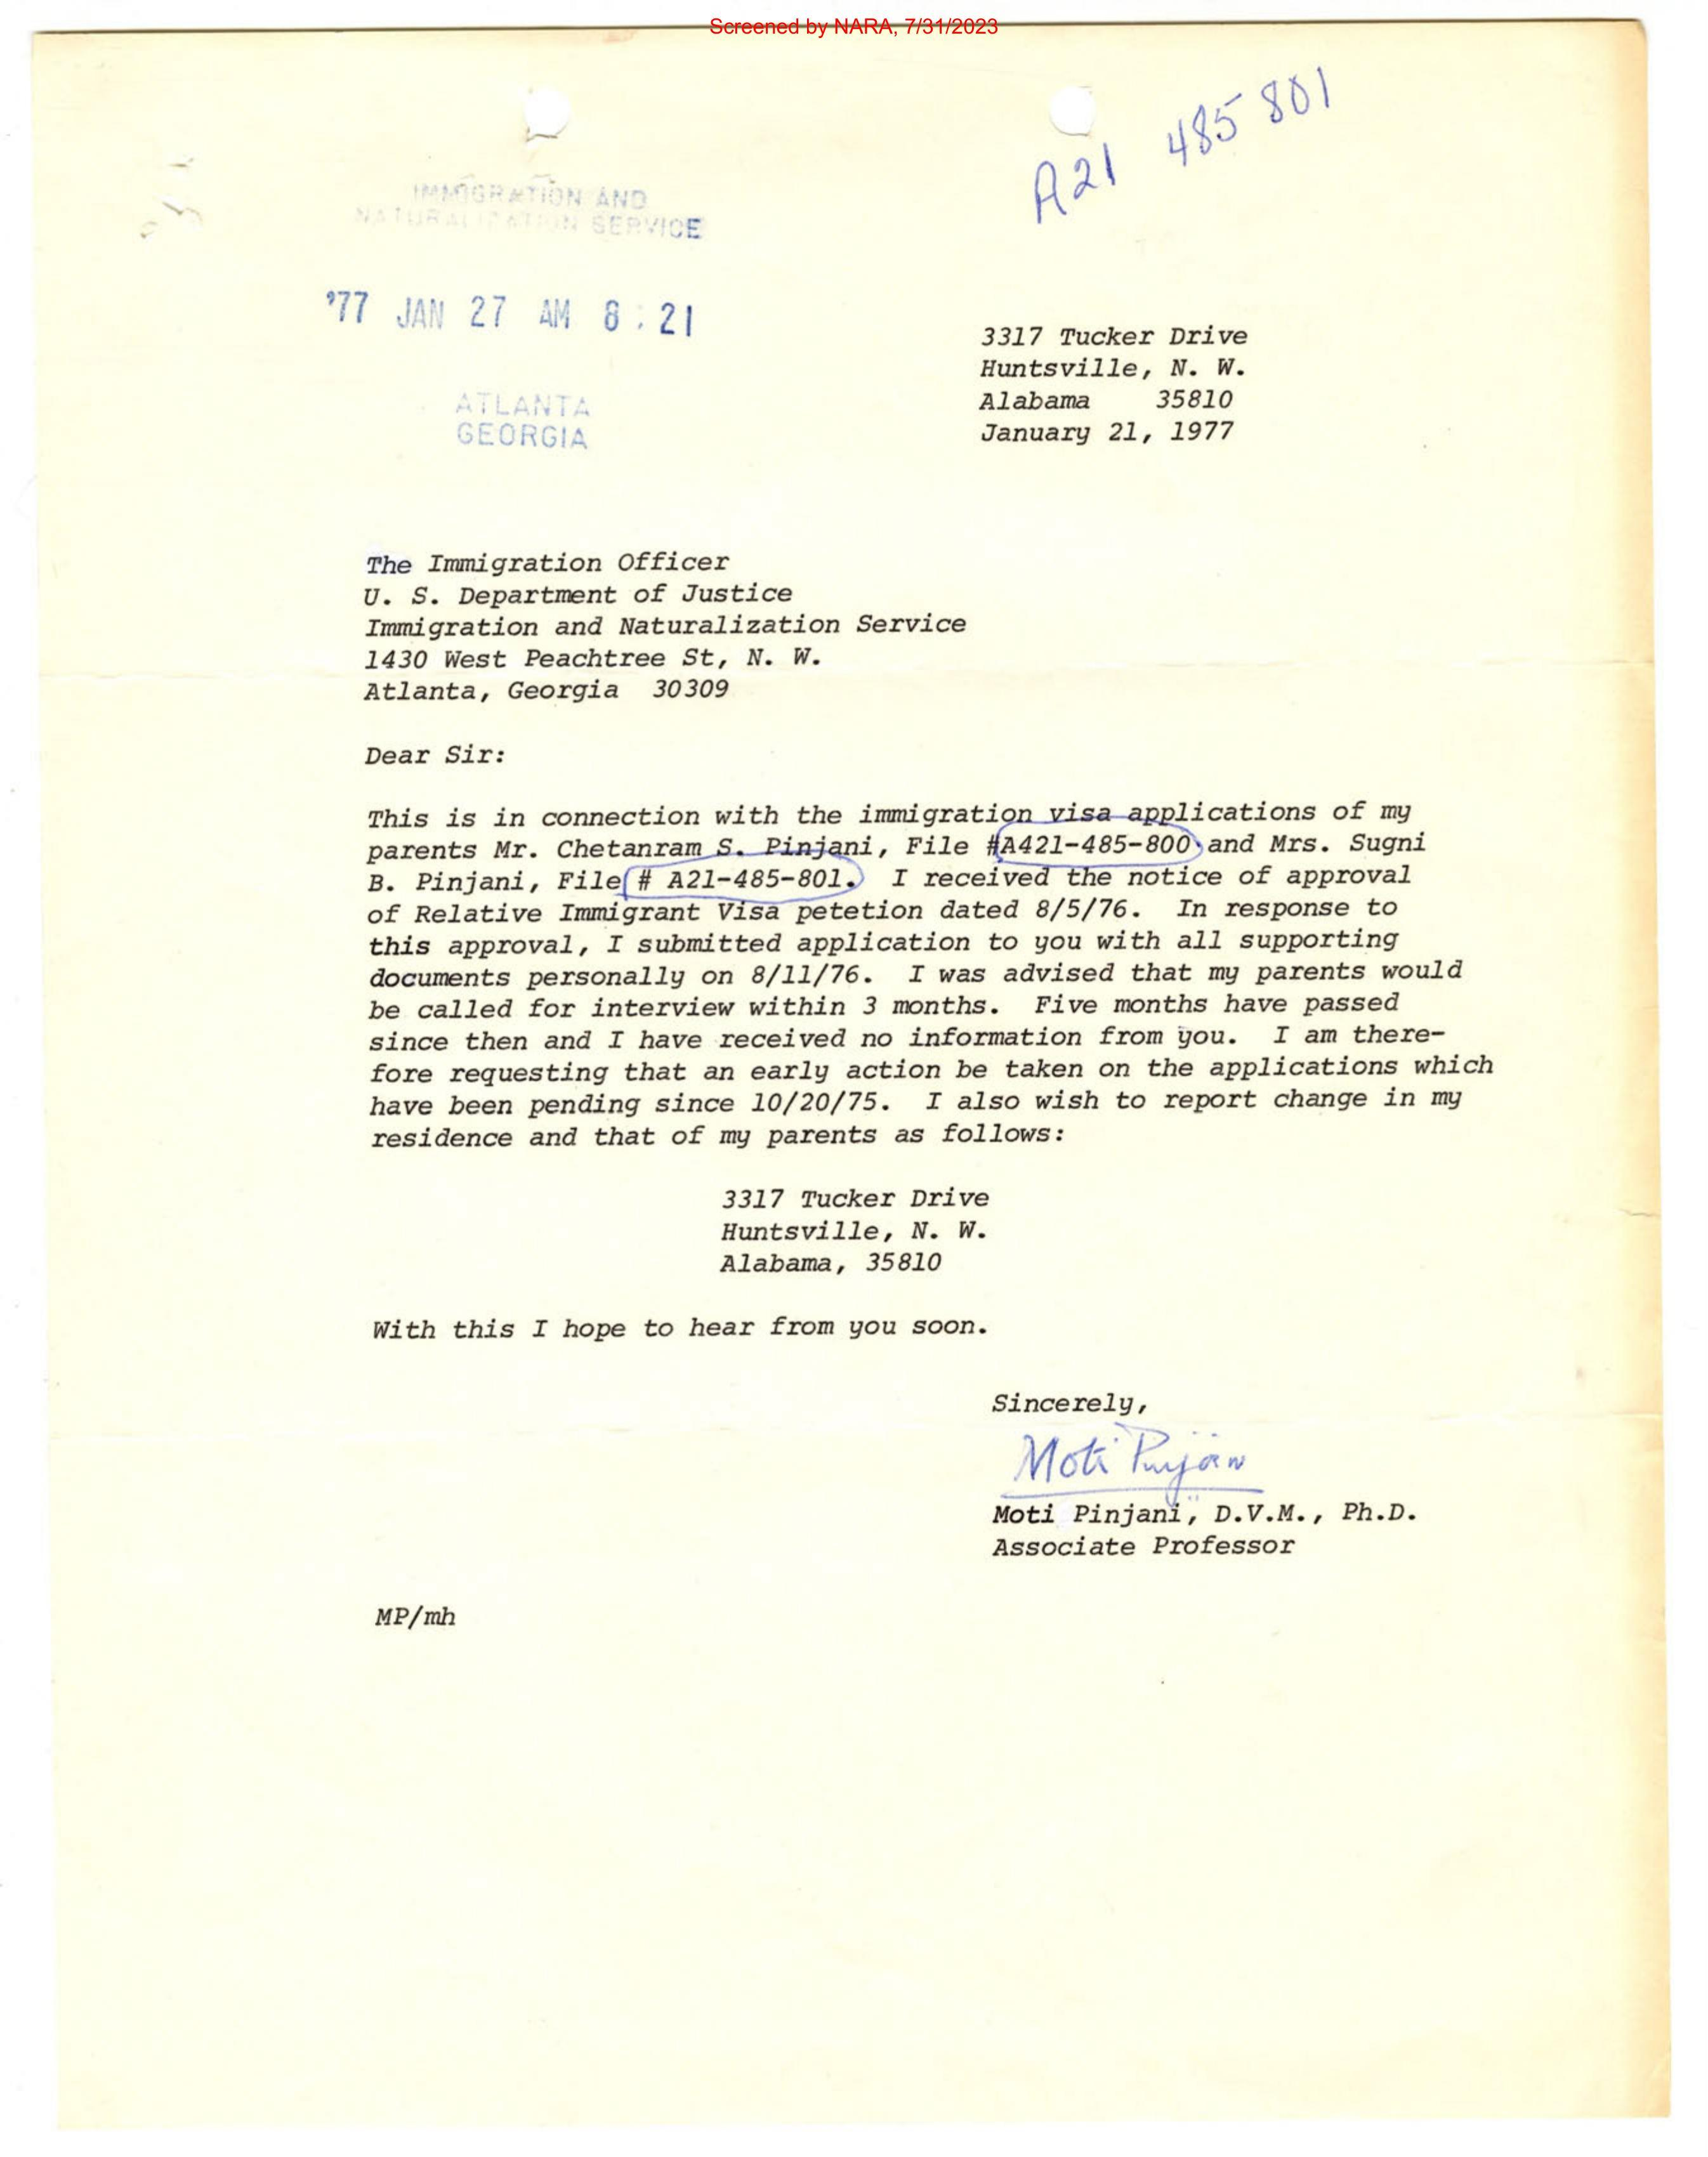 Screened by NARA, 7/31/2023
A21 485 801
IMMIGRATION AND
NATURALIZATION SERVICE
'77 JAN 27 AM 8:21
ATLANTA
GEORGIA
3317 Tucker Drive
Huntsville, N. W.
Alabama 35810
January 21, 1977
The Immigration Officer
U. S. Department of Justice
Immigration and Naturalization Service
1430 West Peachtree St, N. W.
Atlanta, Georgia 30309
Dear Sir:
This is in connection with the immigration visa applications of my
parents Mr. Chetanram S. Pinjani, File #A421-485-800 and Mrs. Sugni
B. Pinjani, File # A21-485-801. I received the notice of approval
of Relative Immigrant Visa petetion dated 8/5/76. In response to
this approval, I submitted application to you with all supporting
documents personally on 8/11/76. I was advised that my parents would
be called for interview within 3 months. Five months have passed
since then and I have received no information from you. I am there-
fore requesting that an early action be taken on the applications which
have been pending since 10/20/75. I also wish to report change in my
residence and that of my parents as follows:
3317 Tucker Drive
Huntsville, N. W.
Alabama, 35810
With this I hope to hear from you soon.
Sincerely,
Moti Pinjani
Moti Pinjani, D.V.M., Ph.D.
Associate Professor
MP/mh